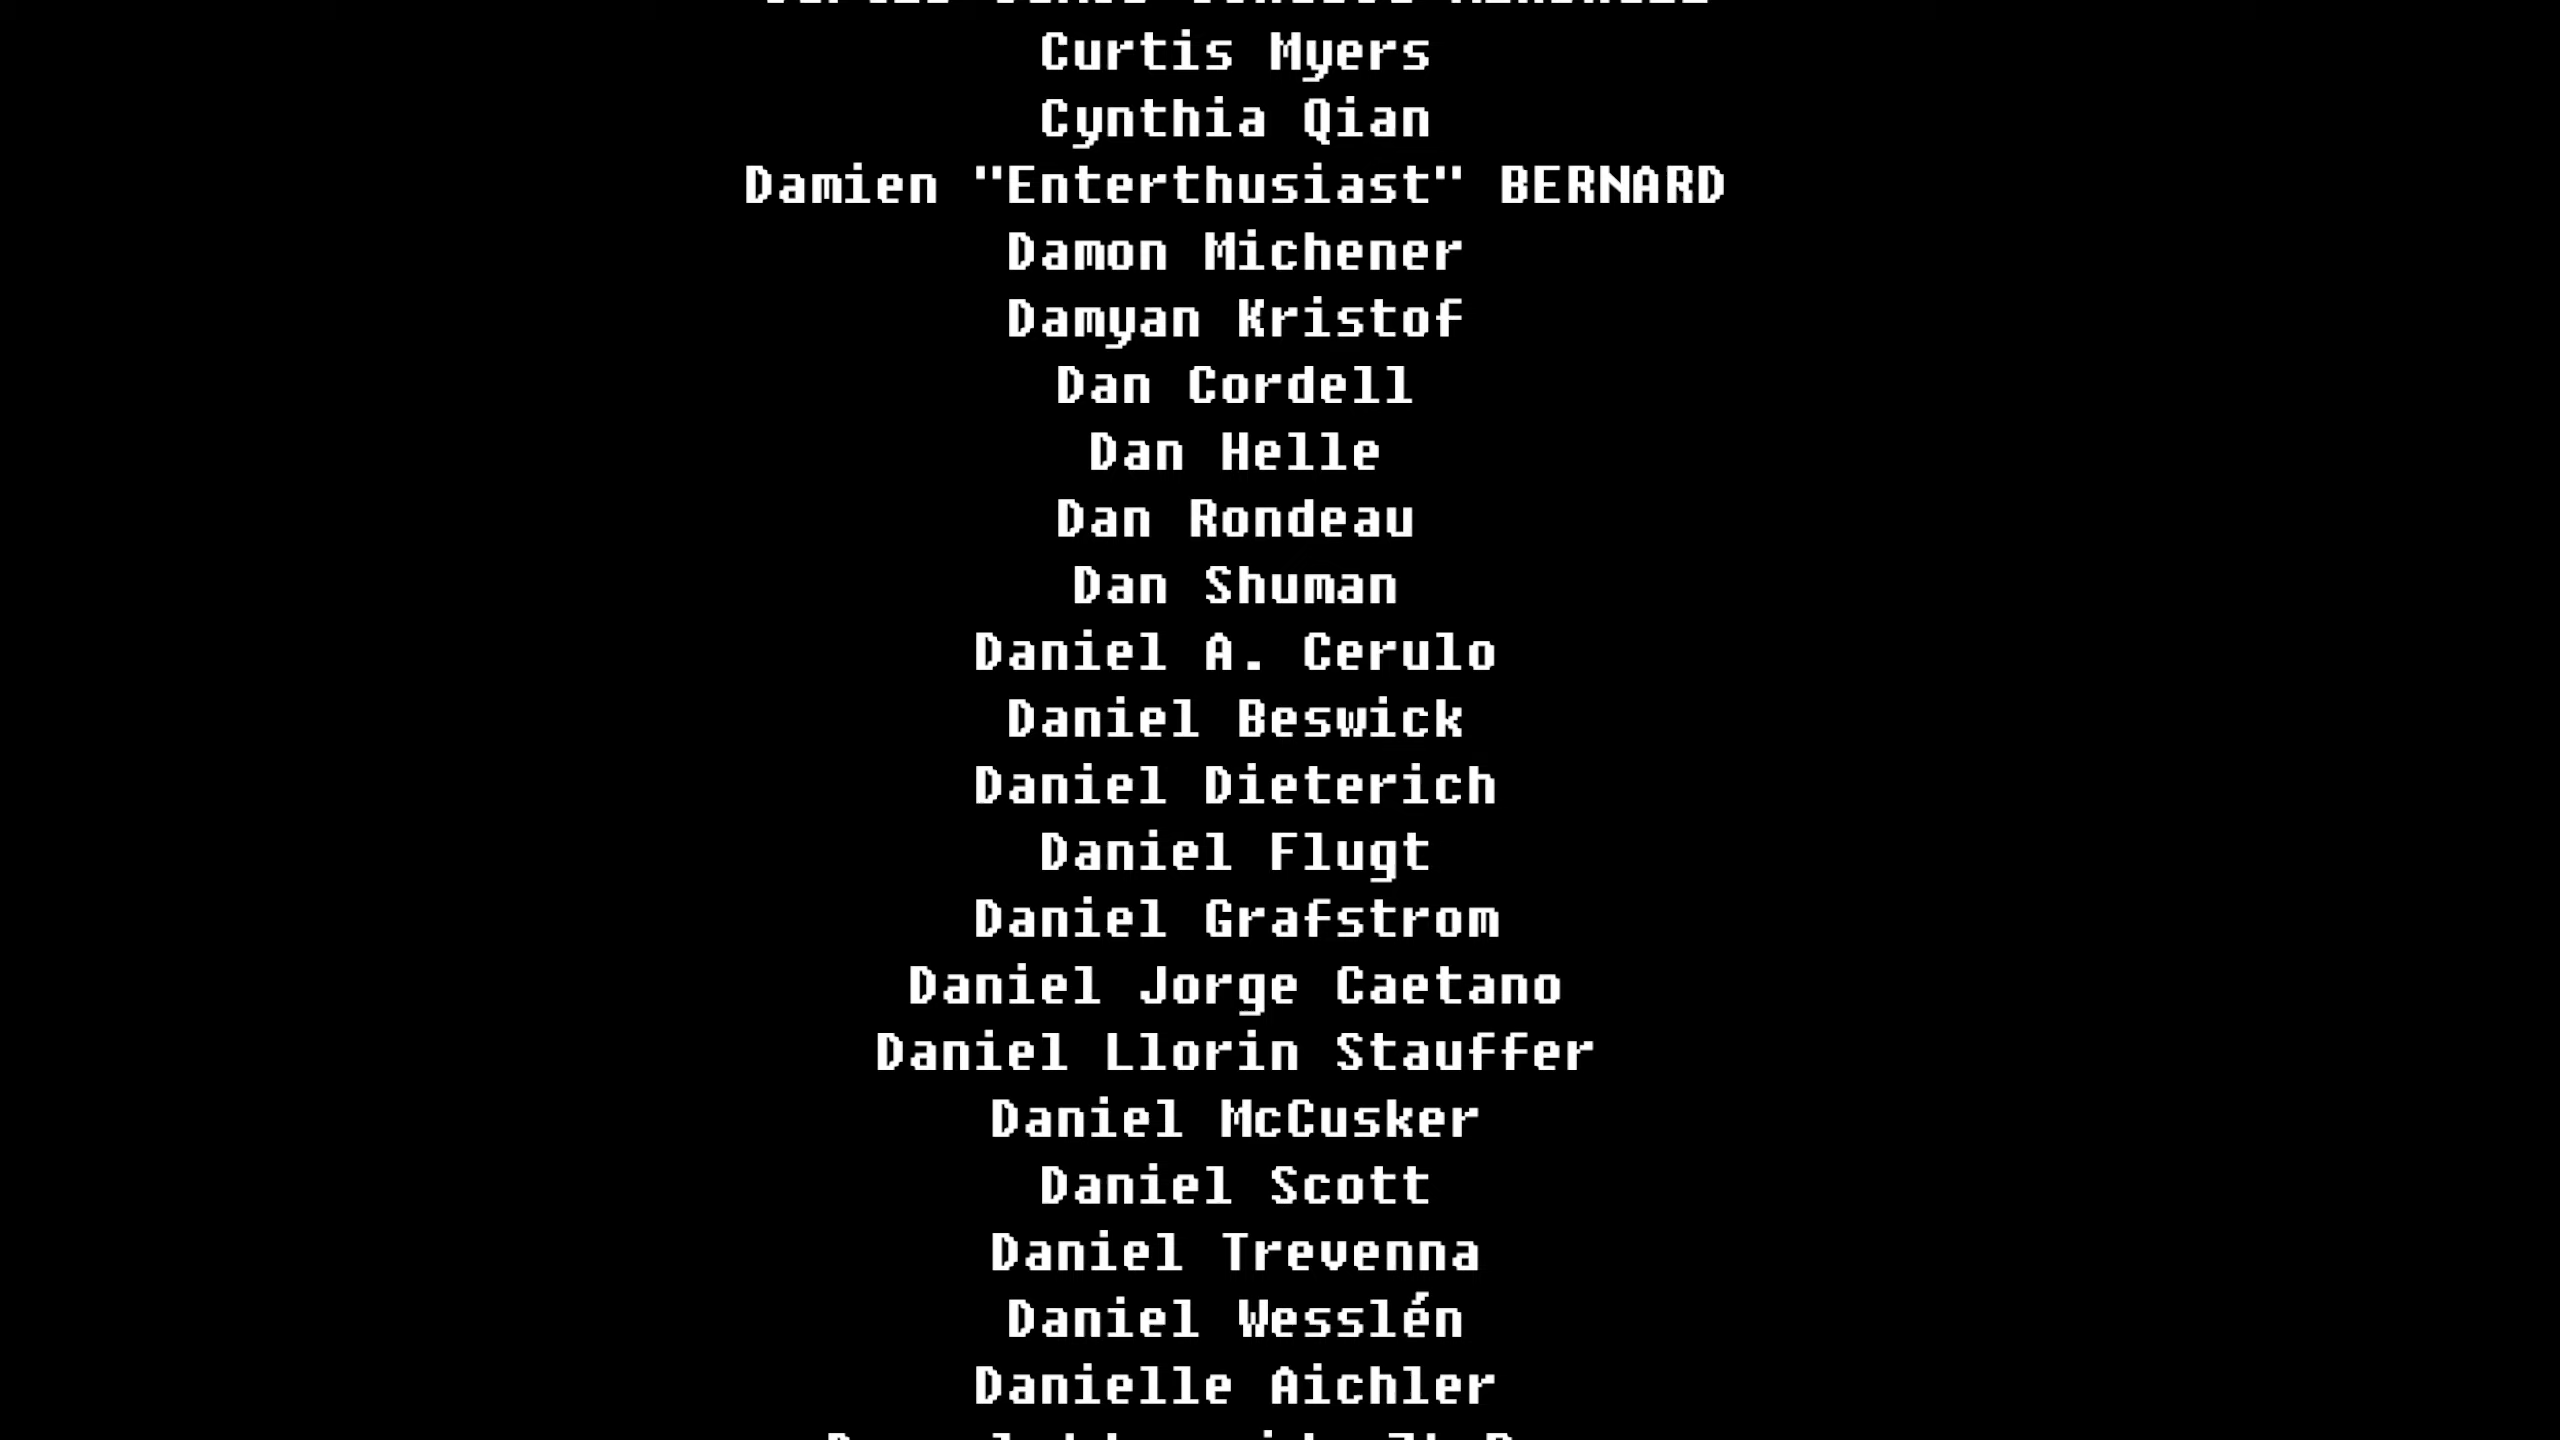 Curtis Myers
Cynthia Qian
Damien "Enterthusiast" BERNARD
Damon Michener
Damyan Kristof
Dan Cordell
Dan Helle
Dan Rondeau
Dan Shuman
Daniel A. Cerulo
Daniel Beswick
Daniel Dieterich
Daniel Flugt
Daniel Grafstrom
Daniel Jorge Caetano
Daniel Llorin Stauffer
Daniel McCusker
Daniel Scott
Daniel Trevenna
Daniel Wesslén
Danielle Aichler